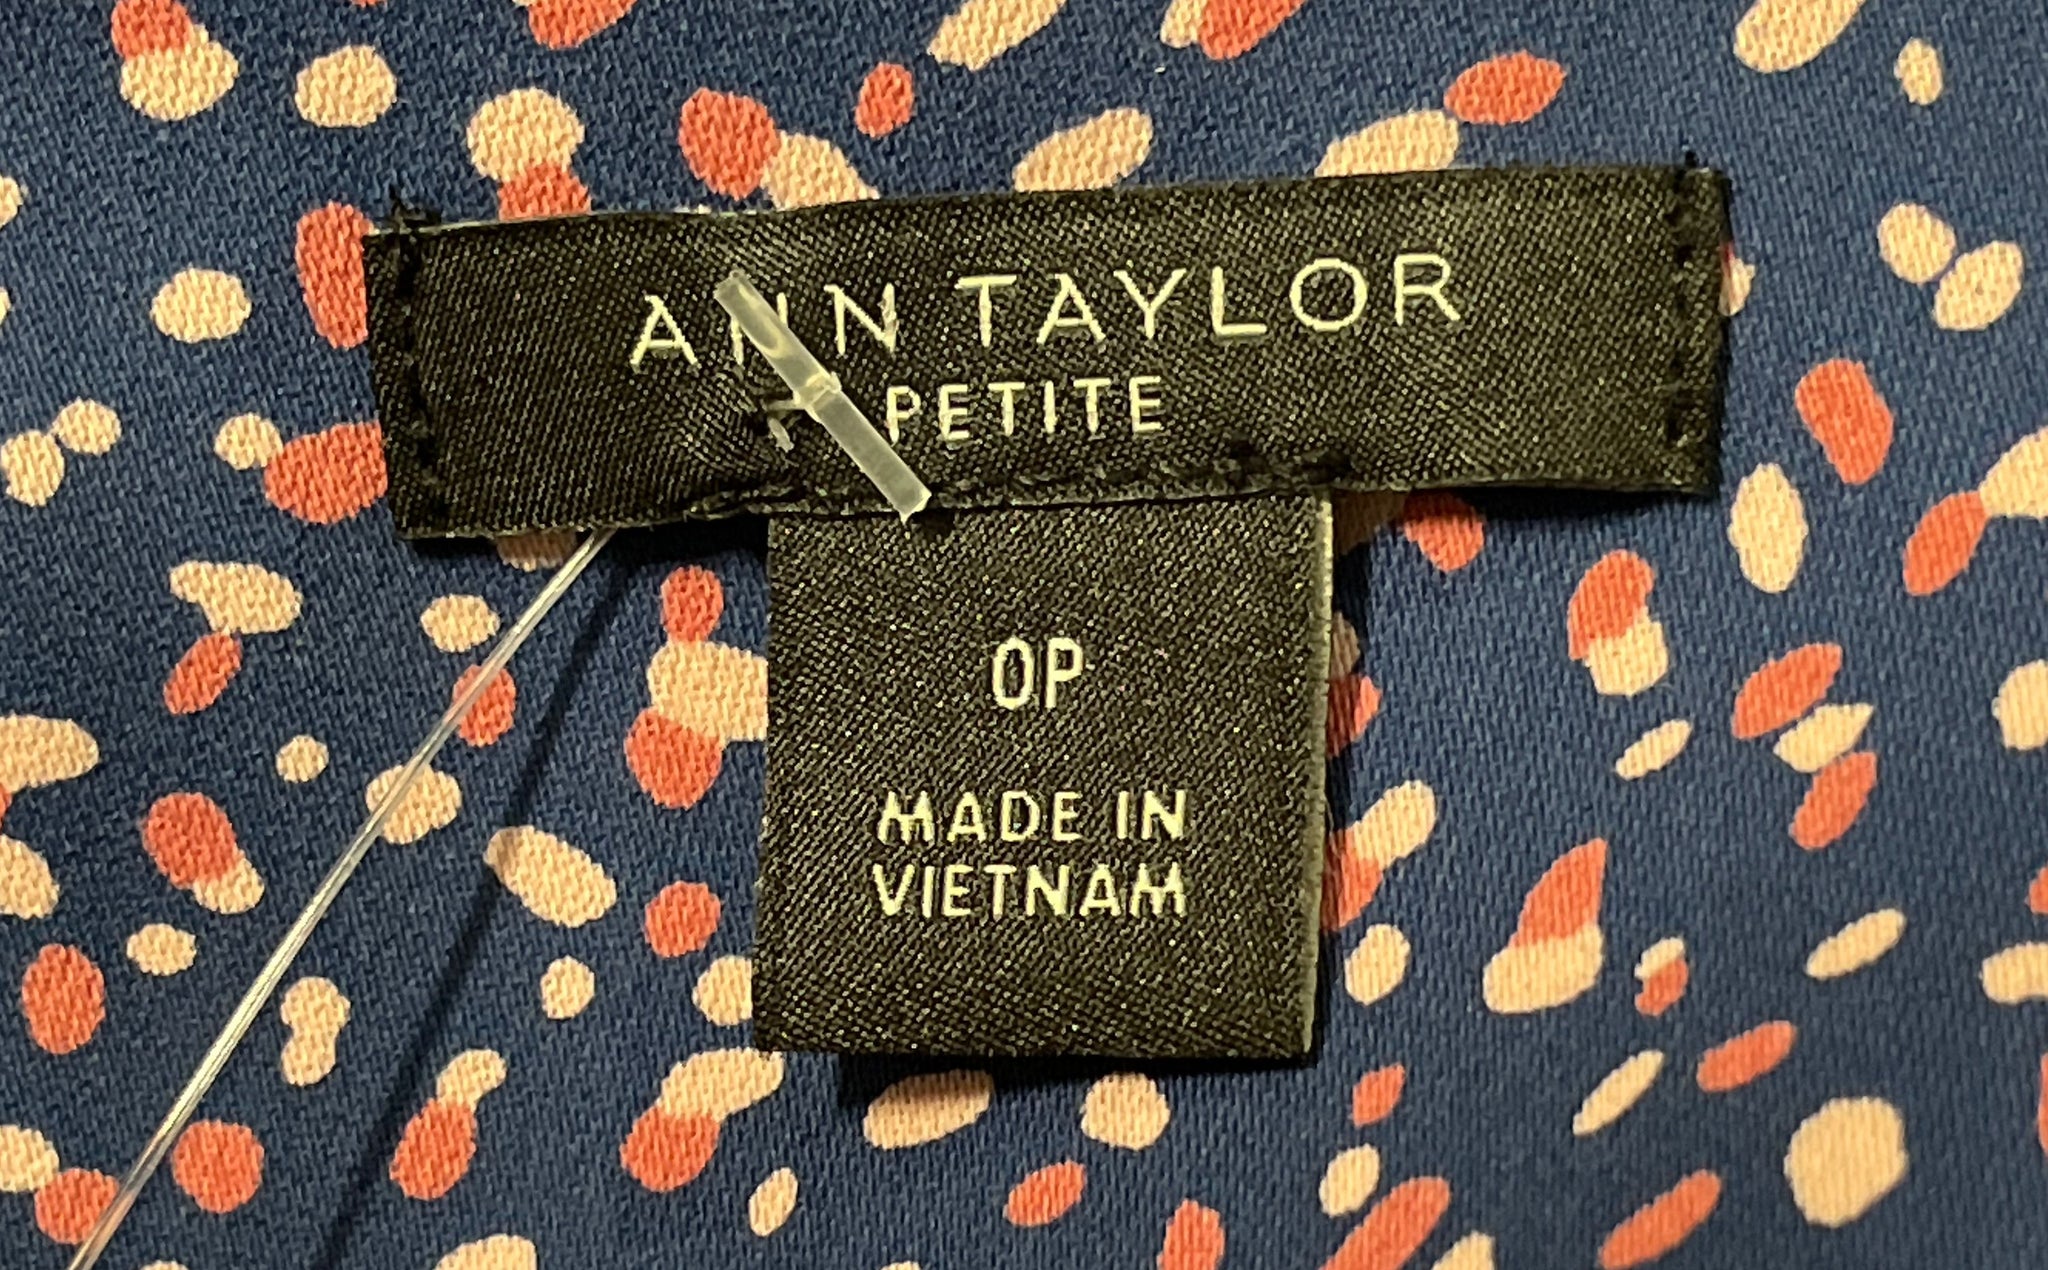 ANN TAYLOR
PETITE
0P
MADE IN
VIETNAM